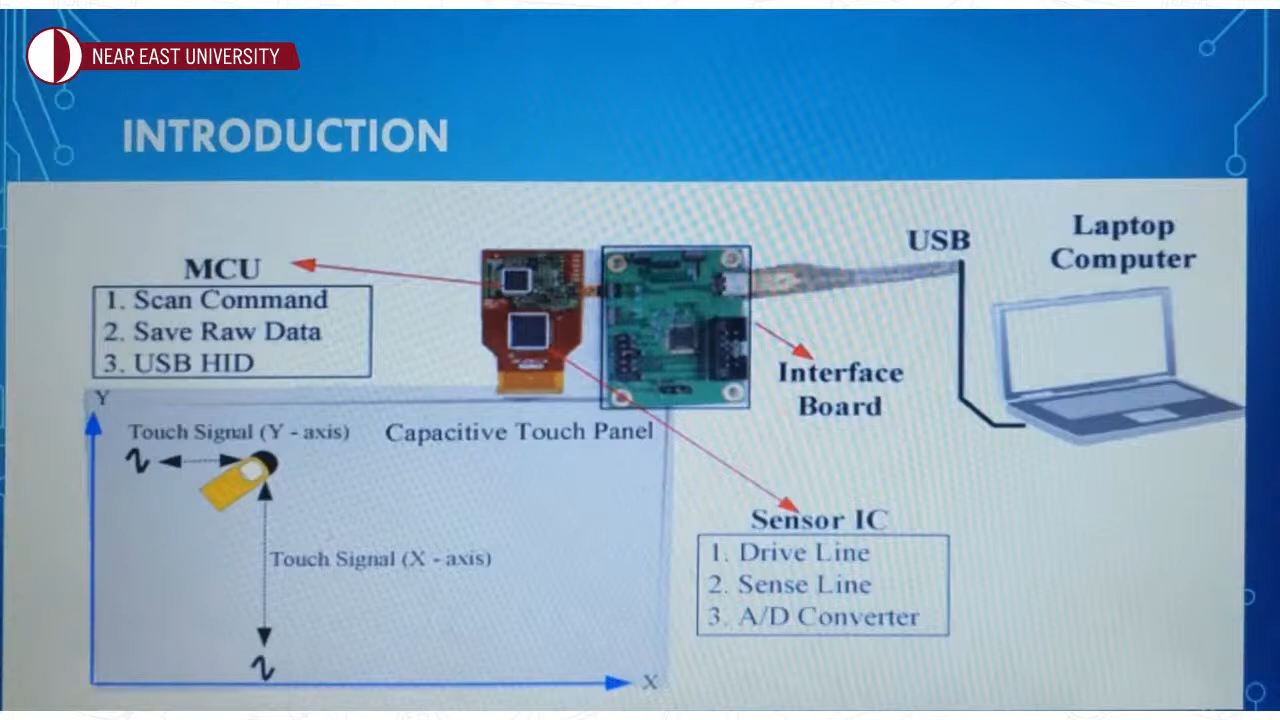 NEAR EAST UNIVERSITY
INTRODUCTION
MCU
1. Scan Command
2. Save Raw Data
3. USB HID
USB
Laptop
Computer
Interface
Board
Y
Touch Signal (Y - axis)
Capacitive Touch Panel
Touch Signal (X - axis)
X
Sensor IC
1. Drive Line
2. Sense Line
3. A/D Converter